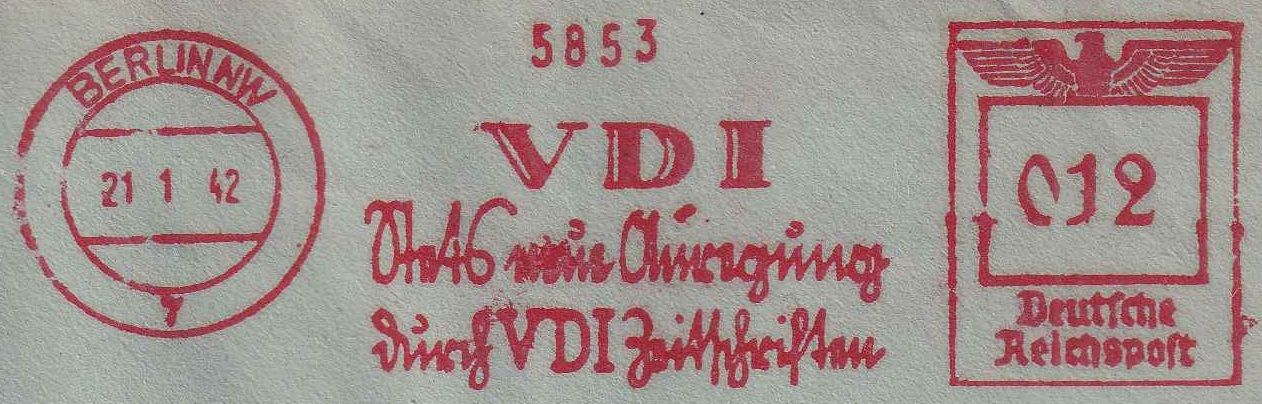 BERLIN NW
21 1 42
7
5853
VDI
Stets neue Anregung
durch VDI Zeitschriften
012
Deutsche
Reichspost